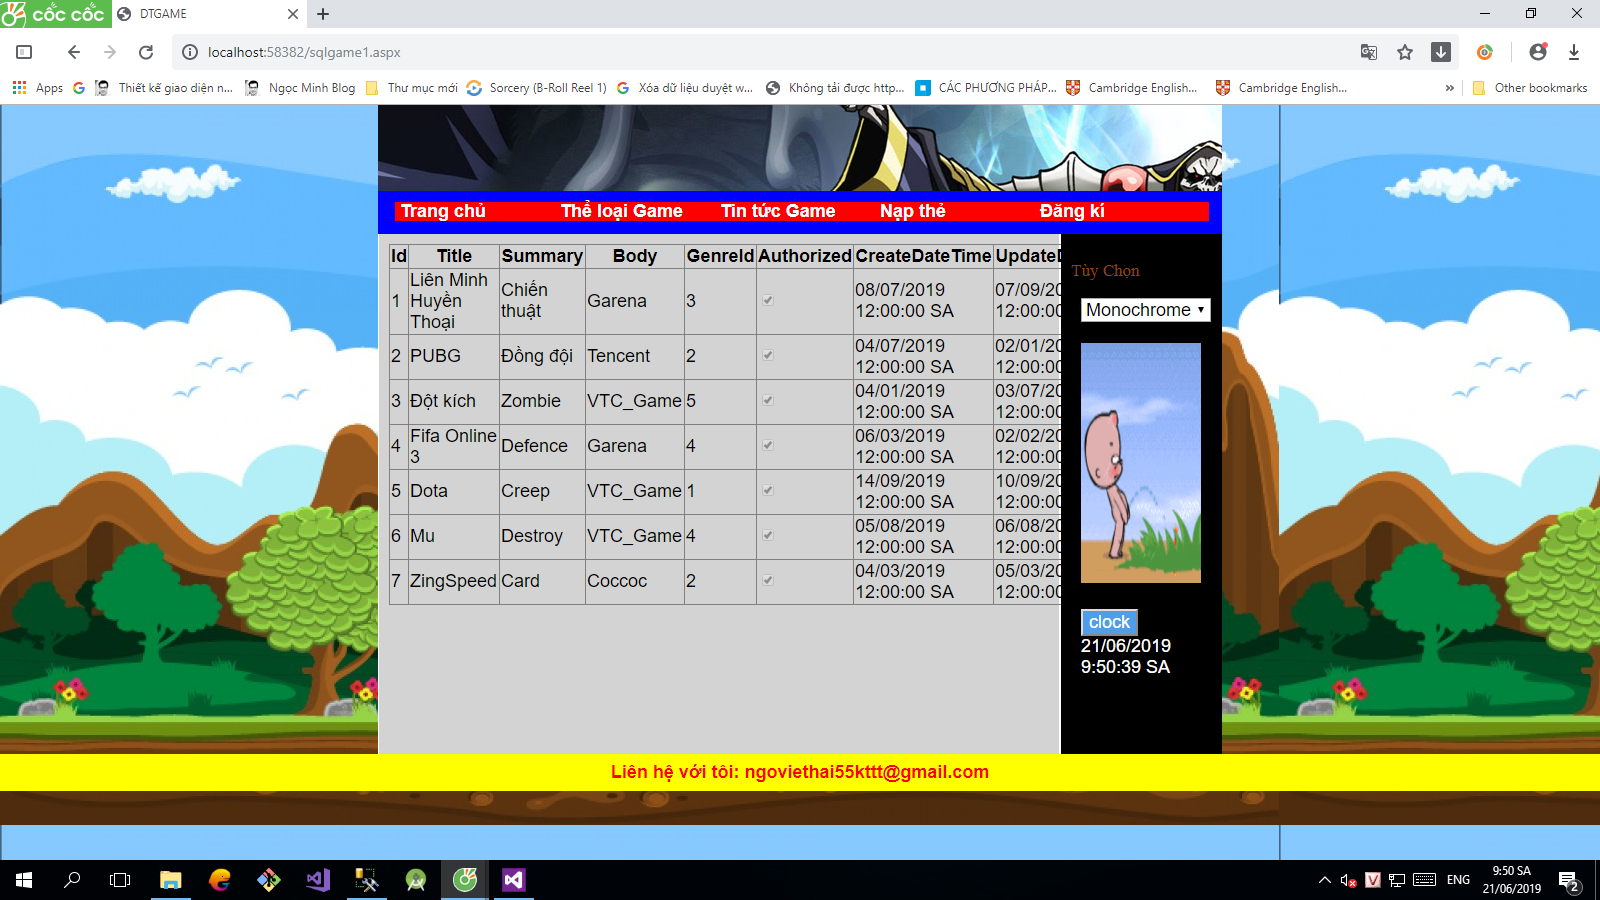 cốc cốc DTGAME
localhost:58382/sqlgame1.aspx
Apps Thiết kế giao diện n... Ngọc Minh Blog Thư mục mới Sorcery (B-Roll Reel 1) Xóa dữ liệu duyệt w... Không tải được http... CÁC PHƯƠNG PHÁP... Cambridge English... Cambridge English... » Other bookmarks
Trang chủ Thể loại Game Tin tức Game Nạp thẻ Đăng kí
Id Title Summary Body GenreId Authorized CreateDateTime UpdateD
1 Liên Minh Huyền Thoại Chiến thuật Garena 3 08/07/2019 12:00:00 SA 07/09/20 12:00:00
2 PUBG Đồng đội Tencent 2 04/07/2019 12:00:00 SA 02/01/20 12:00:00
3 Đột kích Zombie VTC_Game 5 04/01/2019 12:00:00 SA 03/07/20 12:00:00
4 Fifa Online 3 Defence Garena 4 06/03/2019 12:00:00 SA 02/02/20 12:00:00
5 Dota Creep VTC_Game 1 14/09/2019 12:00:00 SA 10/09/20 12:00:00
6 Mu Destroy VTC_Game 4 05/08/2019 12:00:00 SA 06/08/20 12:00:00
7 ZingSpeed Card Coccoc 2 04/03/2019 12:00:00 SA 05/03/20 12:00:00
Tùy Chọn
Monochrome
clock
21/06/2019
9:50:39 SA
Liên hệ với tôi: ngoviethai55kttt@gmail.com
ENG
9:50 SA
21/06/2019
2